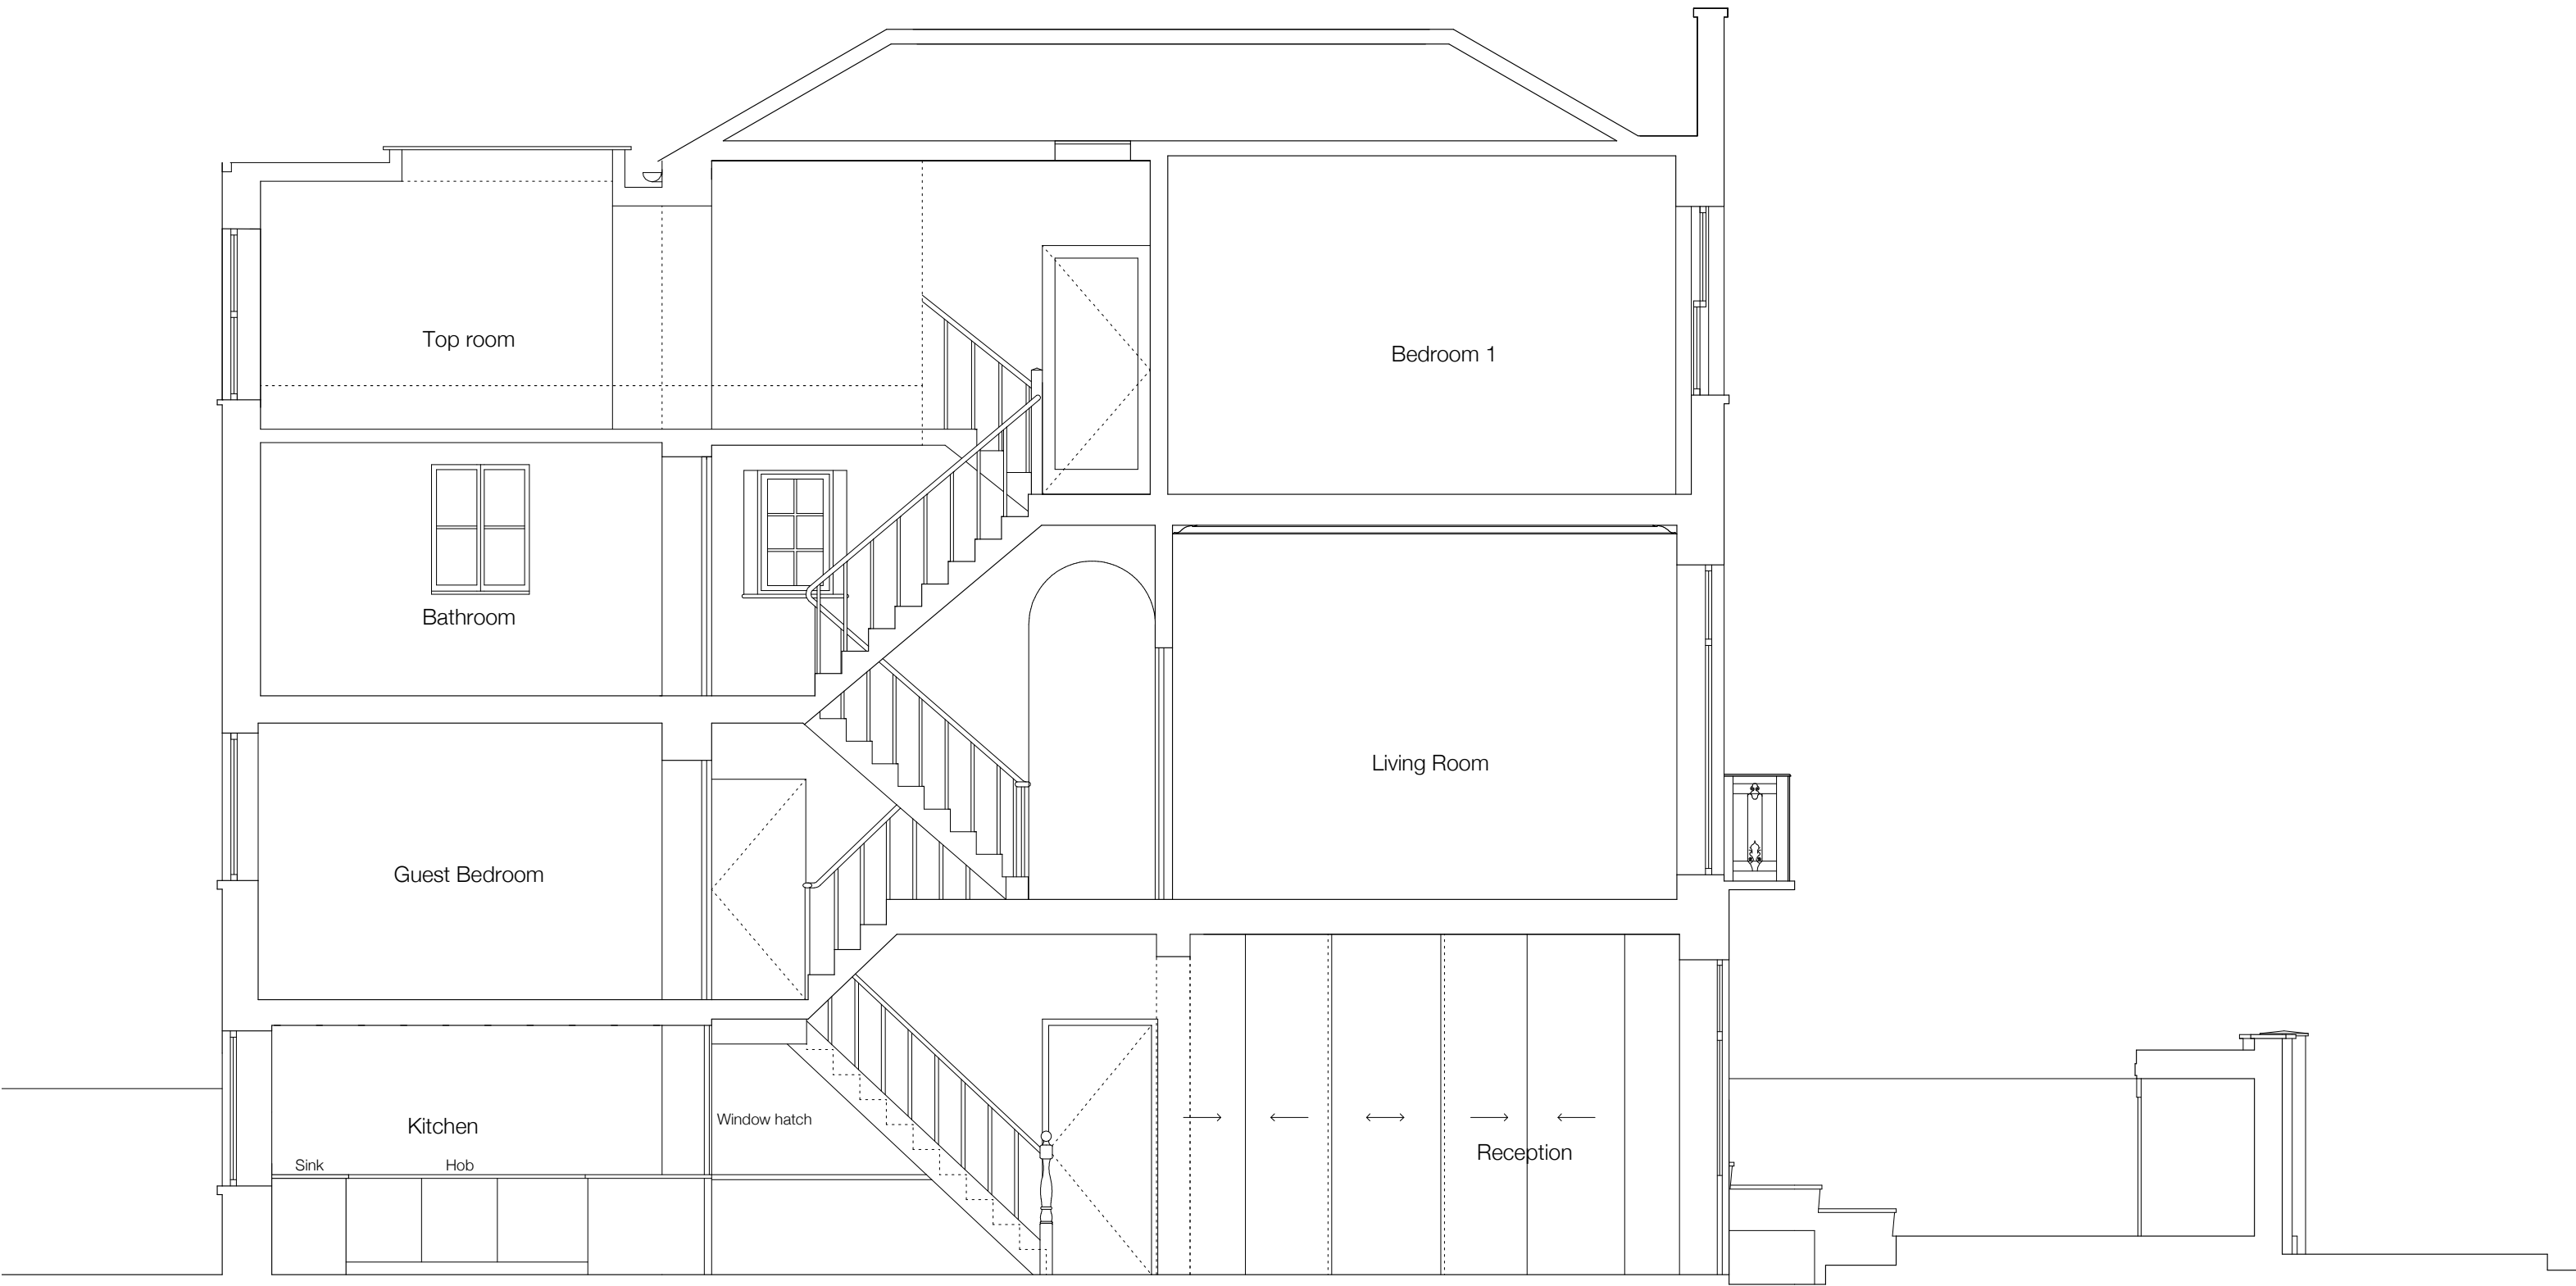 Top room
Bedroom 1
Bathroom
Living Room
Guest Bedroom
Window hatch
Kitchen
Reception
Sink
Hob